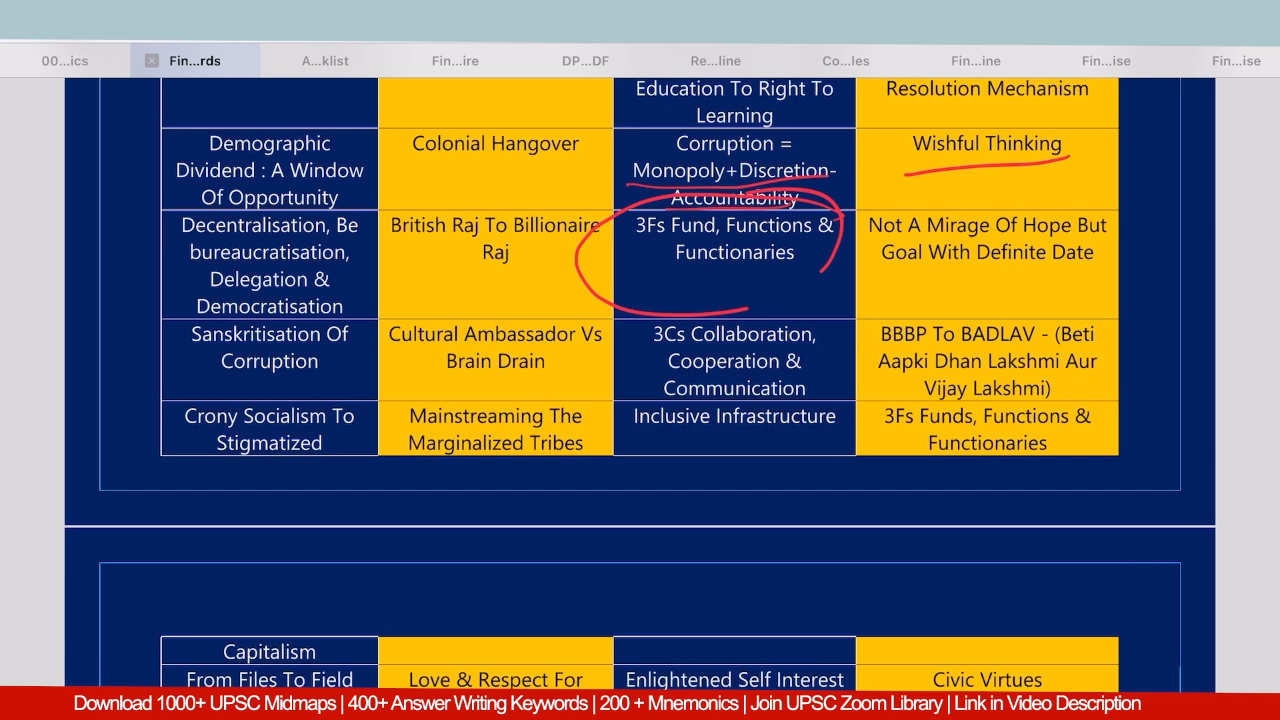 00...ics
Fin...rds
A...klist
Fin...ire
DP...DF
Re...line
Co...les
Fin...ine
Fin...ise
Fin...ise
Education To Right To
Learning
Resolution Mechanism
Demographic
Dividend : A Window
Of Opportunity
Colonial Hangover
Corruption =
Monopoly+Discretion-
Accountability
Wishful Thinking
Decentralisation, Be
bureaucratisation,
Delegation &
Democratisation
British Raj To Billionaire
Raj
3Fs Fund, Functions &
Functionaries
Not A Mirage Of Hope But
Goal With Definite Date
Sanskritisation Of
Corruption
Cultural Ambassador Vs
Brain Drain
3Cs Collaboration,
Cooperation &
Communication
BBBP To BADLAV - (Beti
Aapki Dhan Lakshmi Aur
Vijay Lakshmi)
Crony Socialism To
Stigmatized
Mainstreaming The
Marginalized Tribes
Inclusive Infrastructure
3Fs Funds, Functions &
Functionaries
Capitalism
From Files To Field
Love & Respect For
Enlightened Self Interest
Civic Virtues
Download 1000+ UPSC Midmaps | 400+ Answer Writing Keywords | 200 + Mnemonics | Join UPSC Zoom Library | Link in Video Description